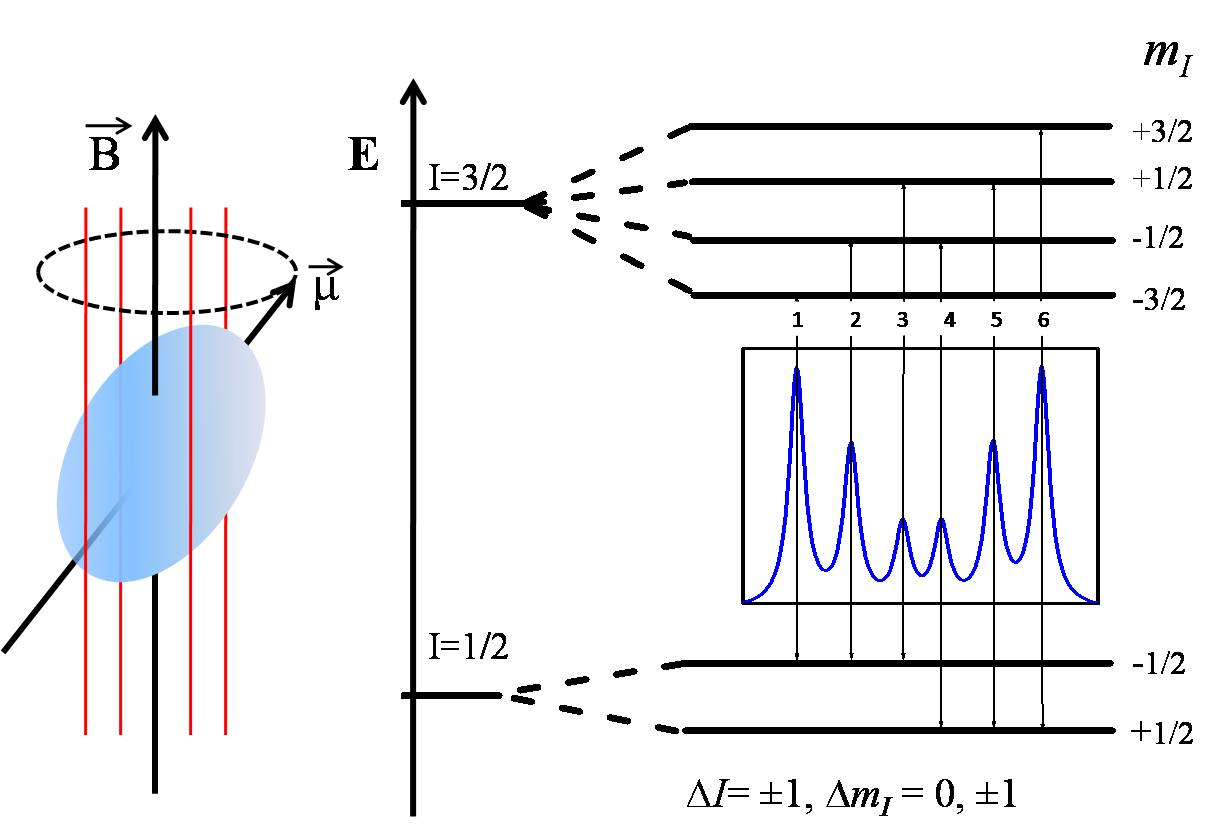 m_I
B⃗
E
I=3/2
+3/2
+1/2
-1/2
-3/2
μ⃗
1 2 3 4 5 6
I=1/2
-1/2
+1/2
ΔI= ±1, Δm_I = 0, ±1